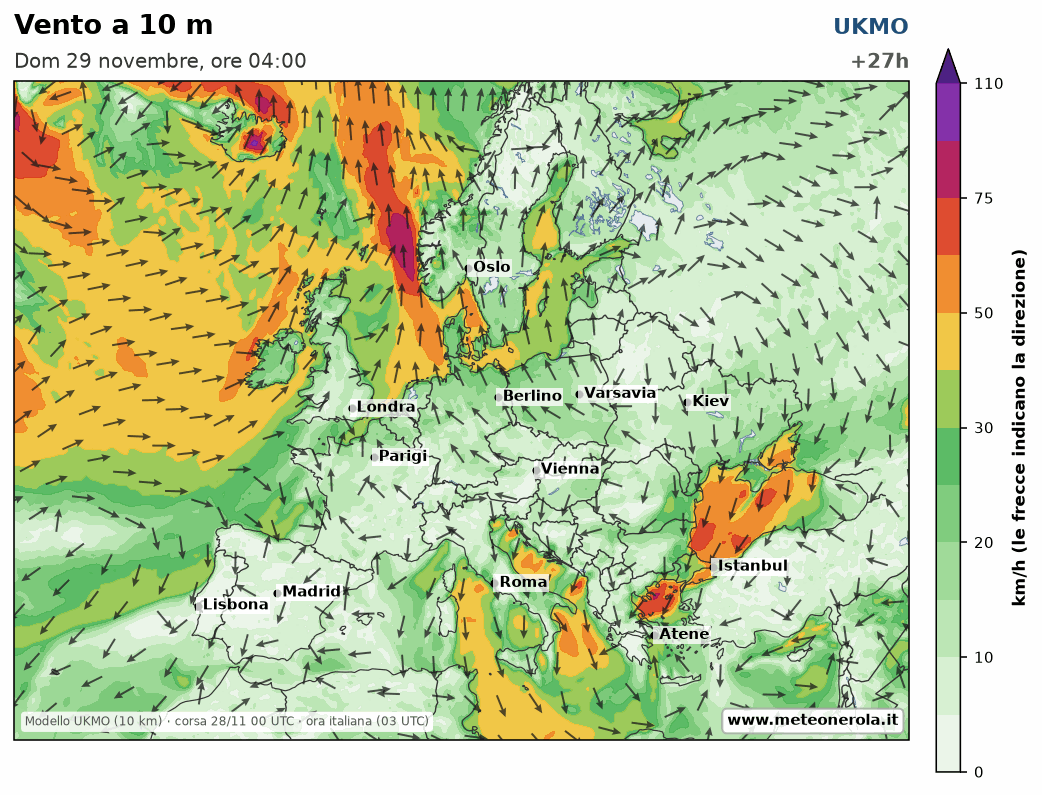 Vento a 10 m
UKMO
Dom 29 novembre, ore 04:00
+27h
110
75
50
30
20
10
0
km/h (le frecce indicano la direzione)
Oslo
Londra
Berlino
Varsavia
Kiev
Parigi
Vienna
Istanbul
Roma
Madrid
Lisbona
Atene
Modello UKMO (10 km) · corsa 28/11 00 UTC · ora italiana (03 UTC)
www.meteonerola.it